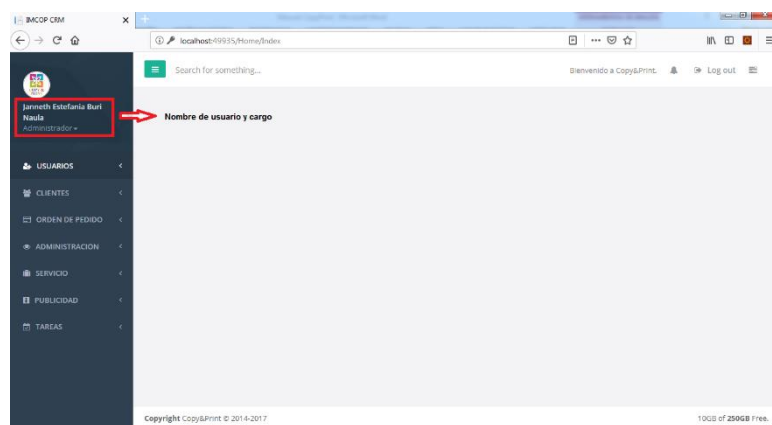 IMCOP CRM
localhost:49935/Home/Index
Search for something...
Bienvenido a Copy&Print.
Log out
Janneth Estefania Buri
Naula
Administrador
Nombre de usuario y cargo
USUARIOS
CLIENTES
ORDEN DE PEDIDO
ADMINISTRACION
SERVICIO
PUBLICIDAD
TAREAS
Copyright Copy&Print © 2014-2017
10GB of 250GB Free.